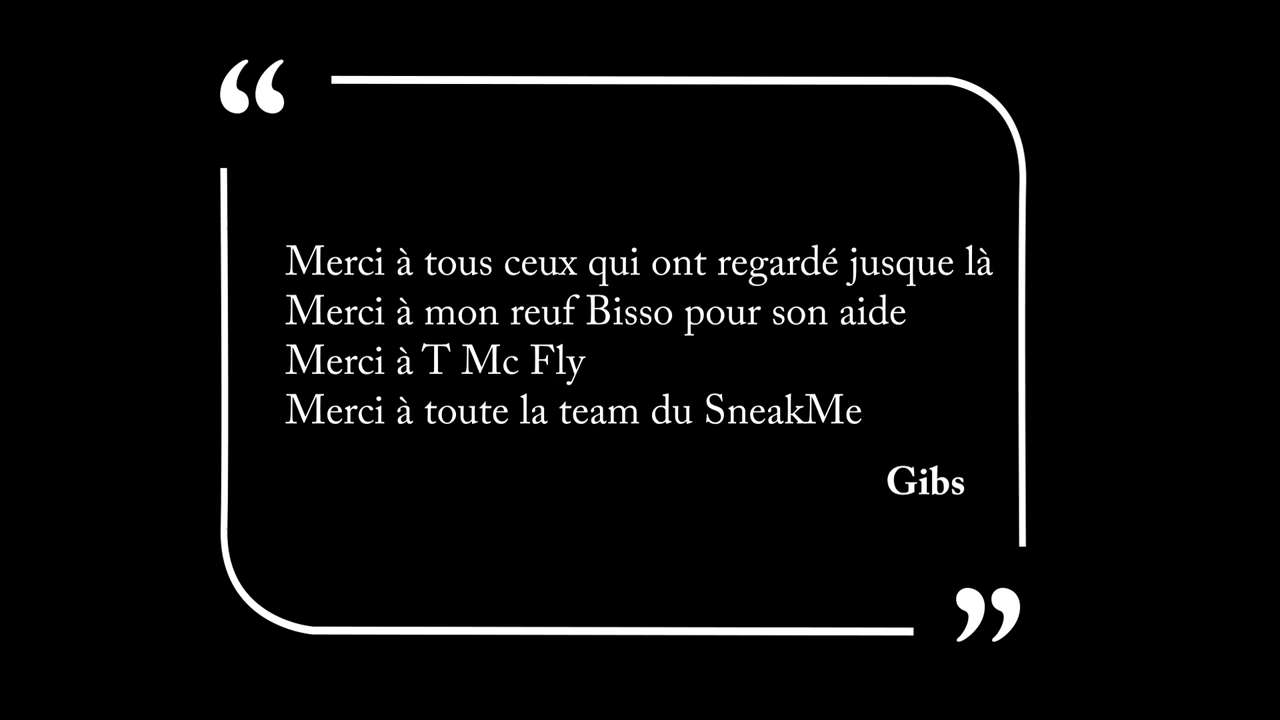 “
Merci à tous ceux qui ont regardé jusque là
Merci à mon reuf Bisso pour son aide
Merci à T Mc Fly
Merci à toute la team du SneakMe
Gibs
”